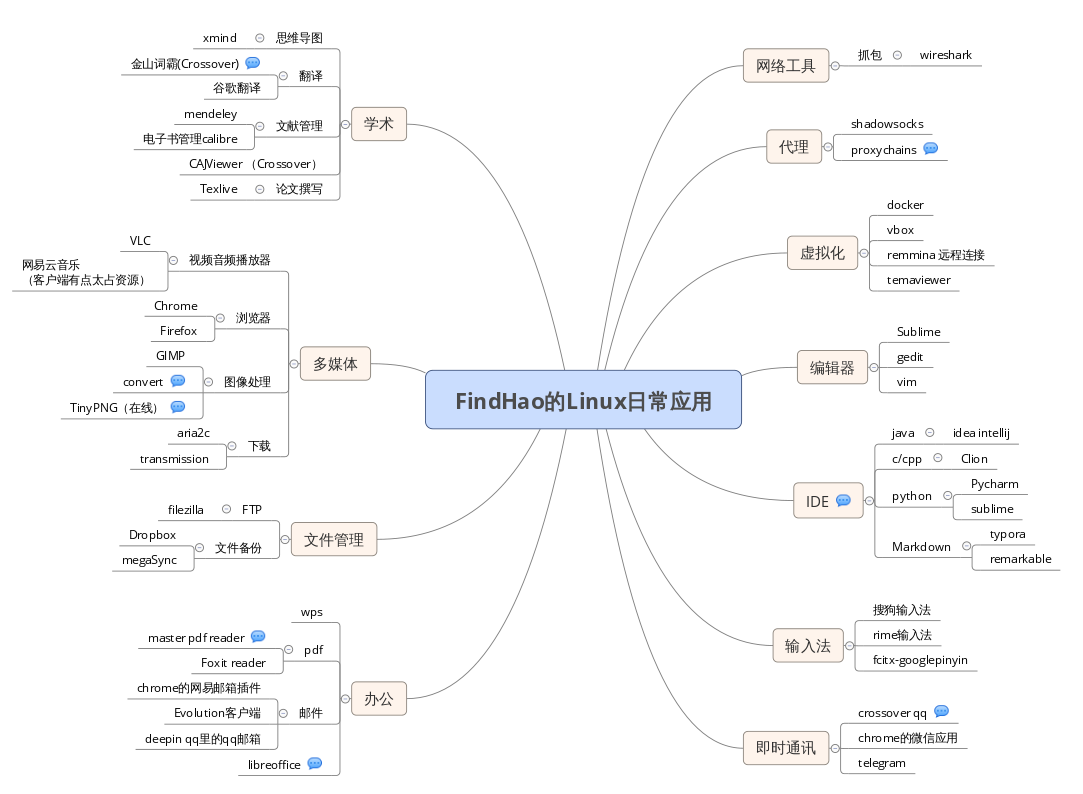 FindHao的Linux日常应用
学术
思维导图
xmind
翻译
金山词霸(Crossover)
谷歌翻译
文献管理
mendeley
电子书管理calibre
CAJViewer （Crossover）
论文撰写
Texlive
多媒体
视频音频播放器
VLC
网易云音乐
（客户端有点太占资源）
浏览器
Chrome
Firefox
图像处理
GIMP
convert
TinyPNG（在线）
下载
aria2c
transmission
文件管理
FTP
filezilla
文件备份
Dropbox
megaSync
办公
wps
pdf
master pdf reader
Foxit reader
邮件
chrome的网易邮箱插件
Evolution客户端
deepin qq里的qq邮箱
libreoffice
网络工具
抓包
wireshark
代理
shadowsocks
proxychains
虚拟化
docker
vbox
remmina 远程连接
temaviewer
编辑器
Sublime
gedit
vim
IDE
java
idea intellij
c/cpp
Clion
python
Pycharm
sublime
Markdown
typora
remarkable
输入法
搜狗输入法
rime输入法
fcitx-googlepinyin
即时通讯
crossover qq
chrome的微信应用
telegram